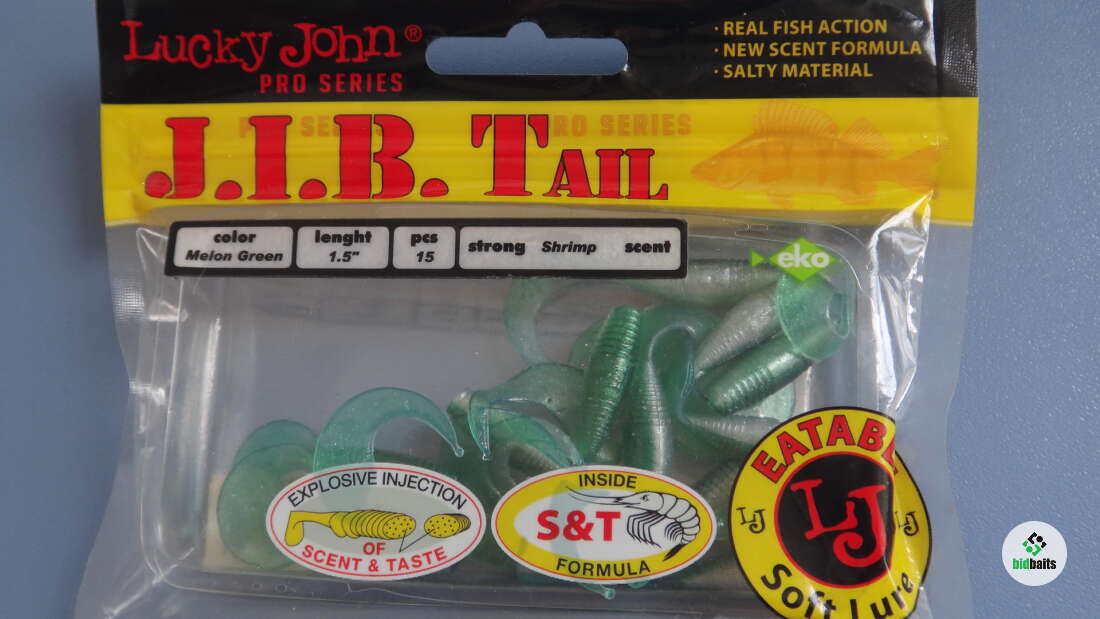 Lucky John®
PRO SERIES
· REAL FISH ACTION
· NEW SCENT FORMULA
· SALTY MATERIAL
J.I.B. TAIL
PRO SERIES
color
Melon Green
lenght
1.5"
pcs
15
strong Shrimp scent
eko
EXPLOSIVE INJECTION
OF
SCENT & TASTE
INSIDE
S&T
FORMULA
LJ
LJ
LJ
Soft Lure
bidbaits